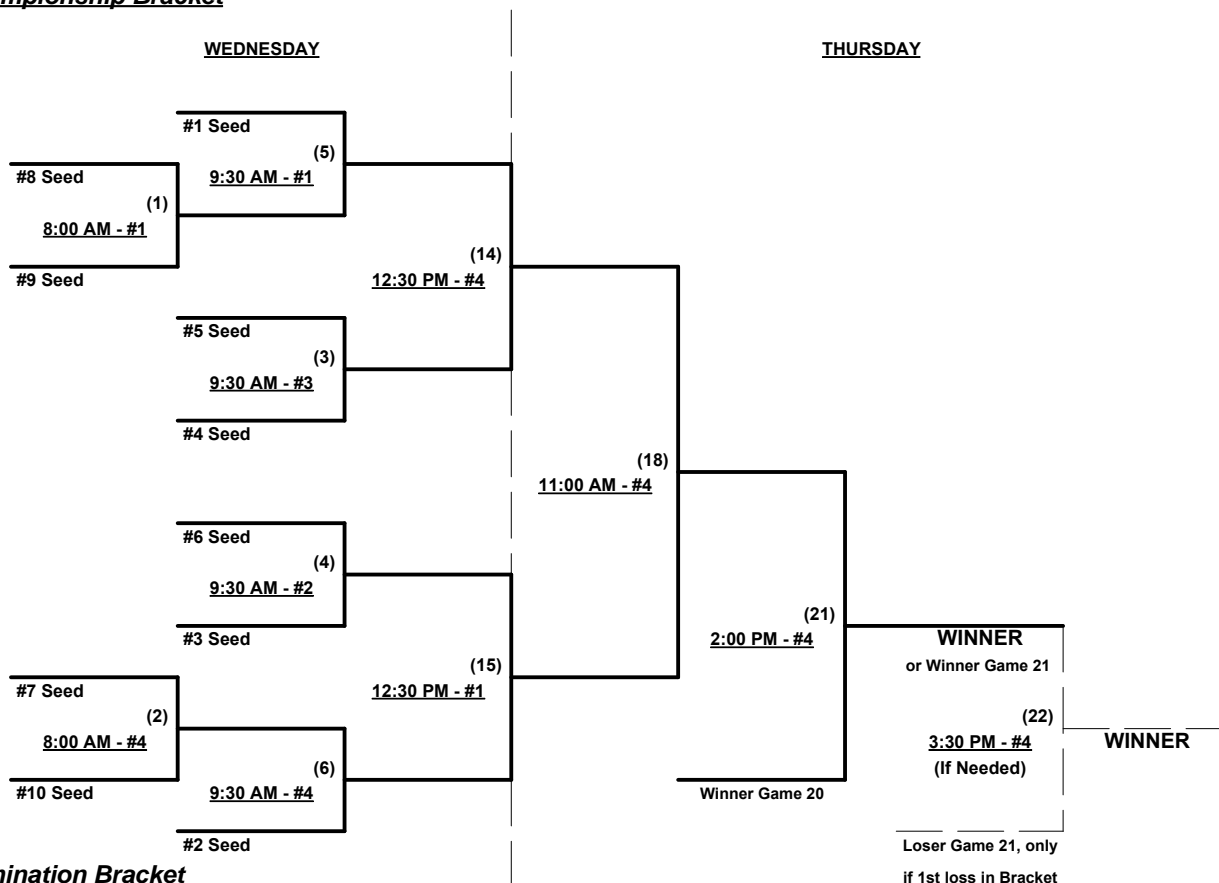 Bracket
WEDNESDAY
THURSDAY
#1 Seed
(5)
9:30 AM - #1
#8 Seed
(1)
8:00 AM - #1
#9 Seed
(14)
12:30 PM - #4
#5 Seed
(3)
9:30 AM - #3
#4 Seed
(18)
11:00 AM - #4
#6 Seed
(4)
9:30 AM - #2
#3 Seed
(21)
2:00 PM - #4
WINNER
or Winner Game 21
(15)
12:30 PM - #1
#7 Seed
(2)
8:00 AM - #4
#10 Seed
(6)
9:30 AM - #4
#2 Seed
Winner Game 20
(22)
3:30 PM - #4
(If Needed)
WINNER
Loser Game 21, only
if 1st loss in Bracket
mination Bracket